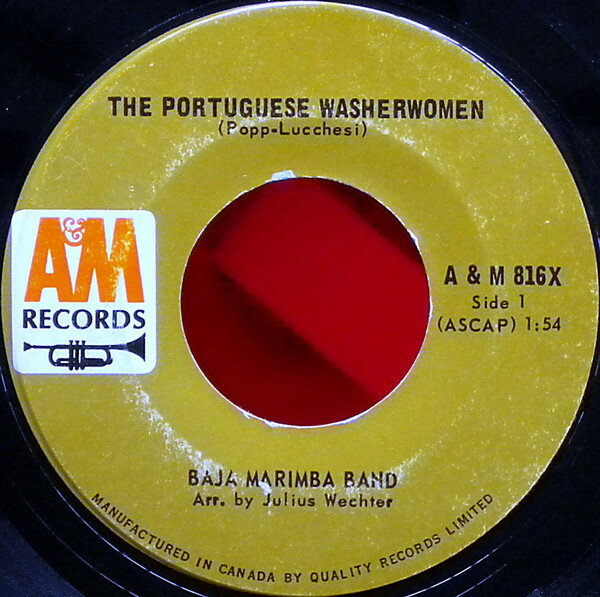 THE PORTUGUESE WASHERWOMEN
(Popp-Lucchesi)
A&M
RECORDS
A & M 816X
Side 1
(ASCAP) 1:54
BAJA MARIMBA BAND
Arr. by Julius Wechter
MANUFACTURED IN CANADA BY QUALITY RECORDS LIMITED